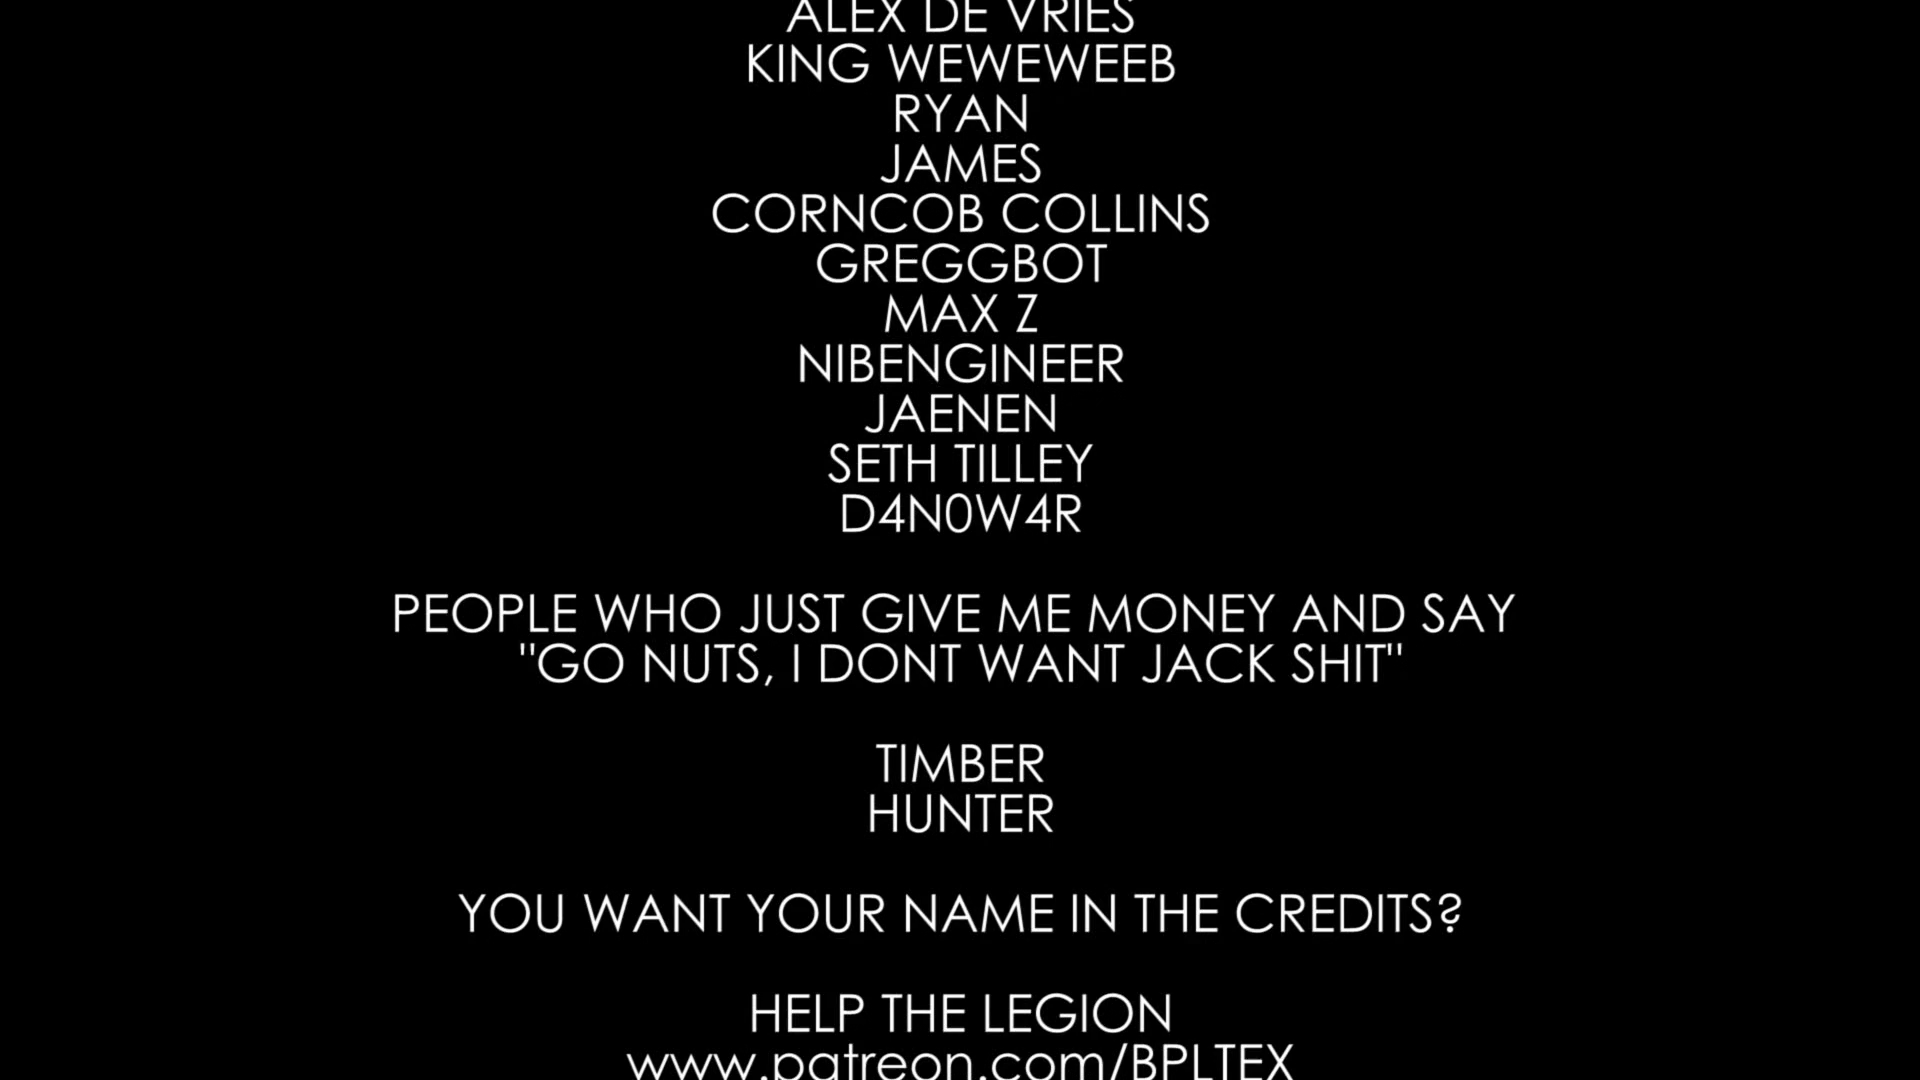 ALEX DE VRIES
KING WEWEWEEB
RYAN
JAMES
CORNCOB COLLINS
GREGGBOT
MAX Z
NIBENGINEER
JAENEN
SETH TILLEY
D4N0W4R
PEOPLE WHO JUST GIVE ME MONEY AND SAY
"GO NUTS, I DONT WANT JACK SHIT"
TIMBER
HUNTER
YOU WANT YOUR NAME IN THE CREDITS?
HELP THE LEGION
www.patreon.com/BPLTEX